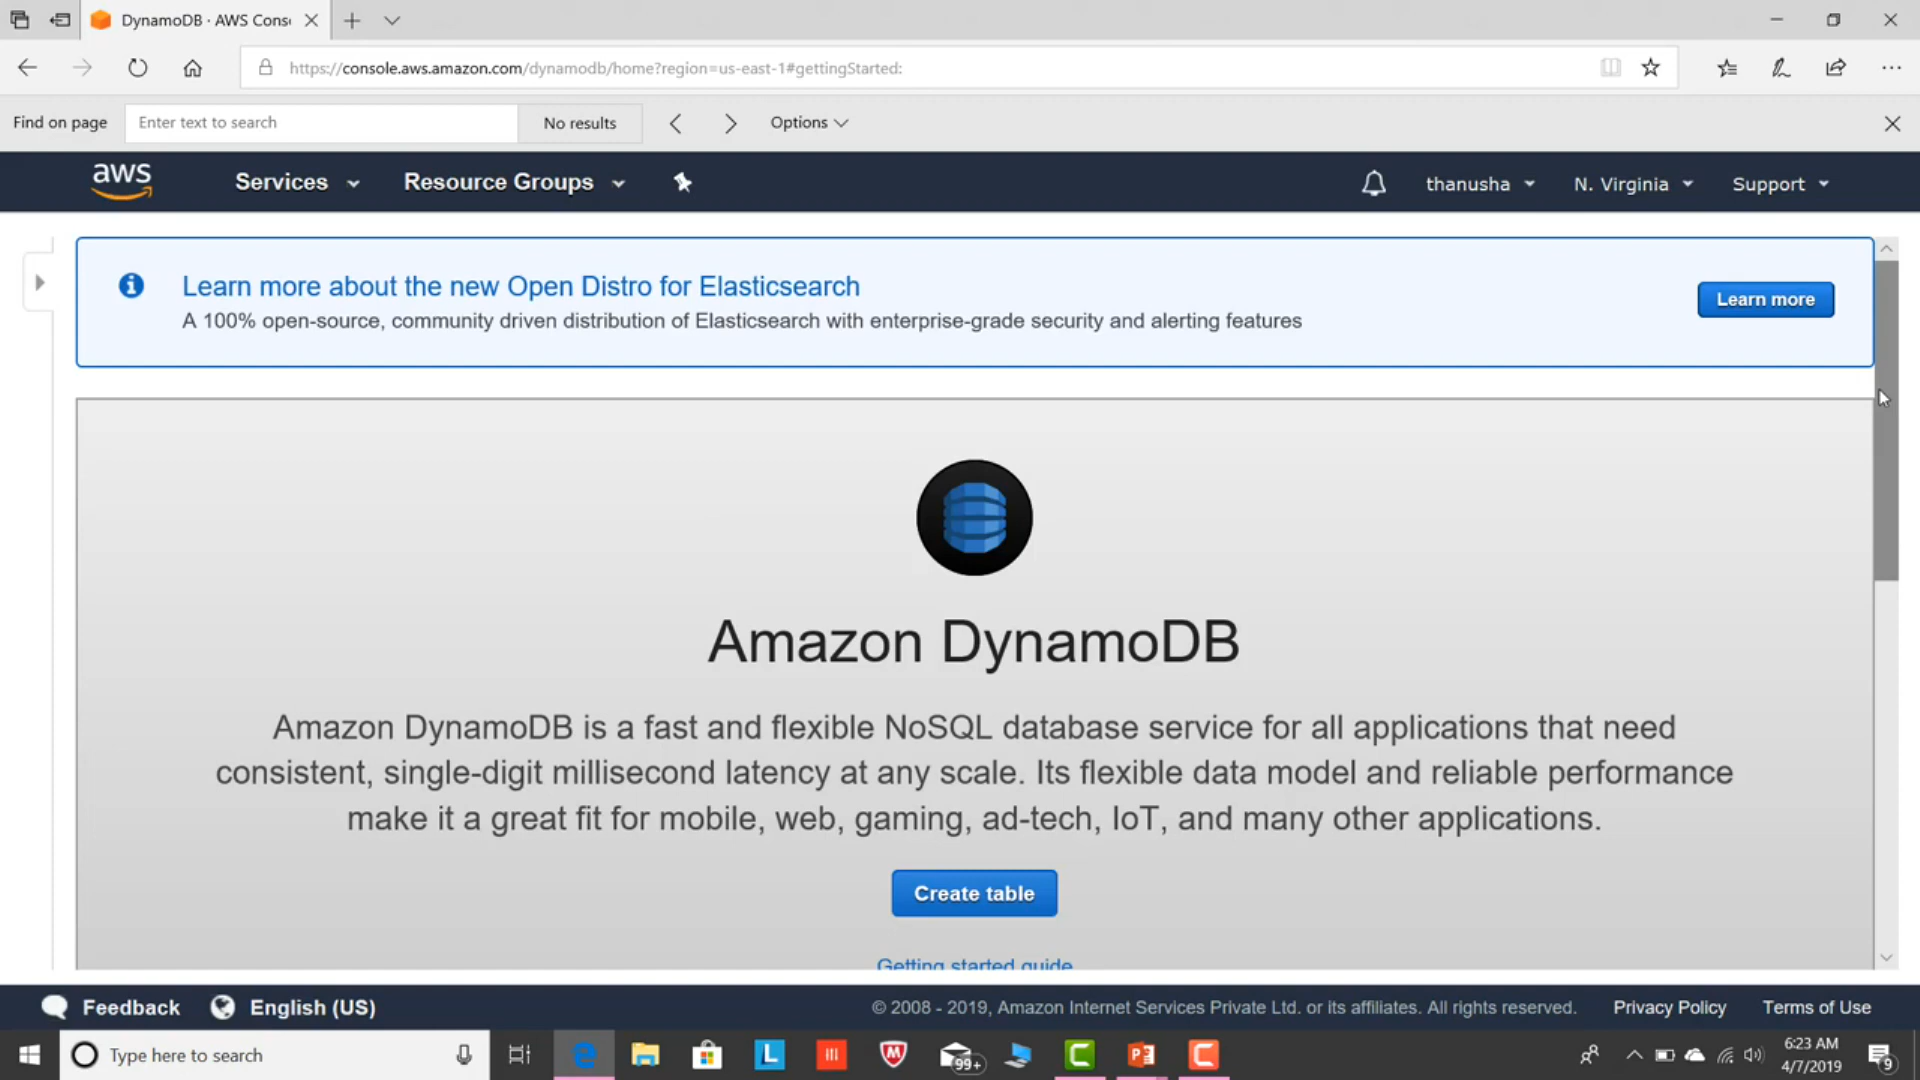 DynamoDB · AWS Cons
https://console.aws.amazon.com/dynamodb/home?region=us-east-1#gettingStarted:
Find on page
Enter text to search
No results
Options
aws
Services
Resource Groups
thanusha
N. Virginia
Support
Learn more about the new Open Distro for Elasticsearch
A 100% open-source, community driven distribution of Elasticsearch with enterprise-grade security and alerting features
Learn more
Amazon DynamoDB
Amazon DynamoDB is a fast and flexible NoSQL database service for all applications that need
consistent, single-digit millisecond latency at any scale. Its flexible data model and reliable performance
make it a great fit for mobile, web, gaming, ad-tech, IoT, and many other applications.
Create table
Getting started guide
Feedback
English (US)
© 2008 - 2019, Amazon Internet Services Private Ltd. or its affiliates. All rights reserved.
Privacy Policy
Terms of Use
Type here to search
L
99+
6:23 AM
4/7/2019
9